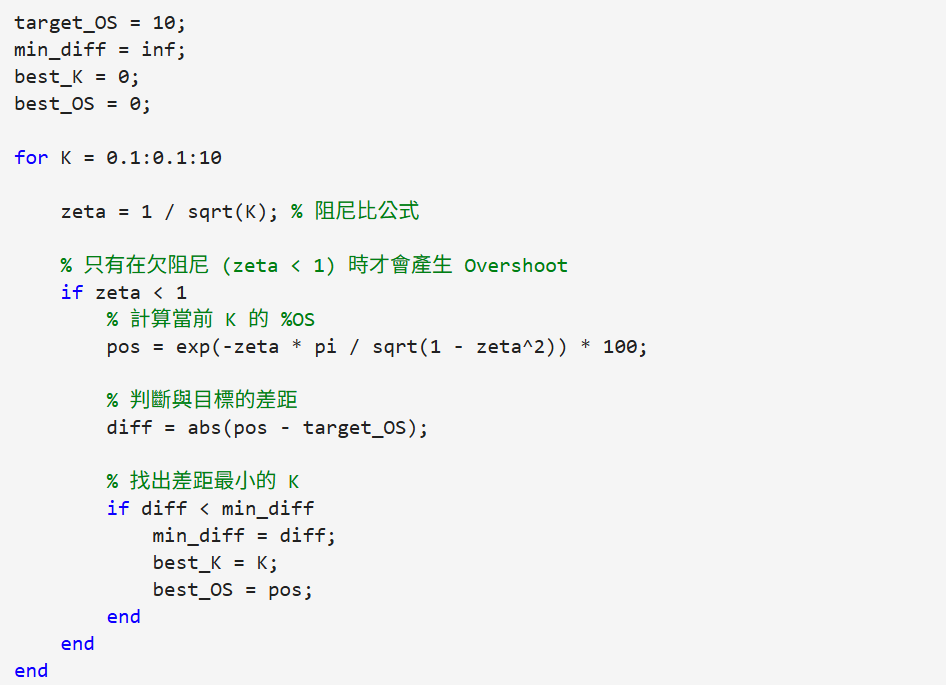 target_OS = 10;
min_diff = inf;
best_K = 0;
best_OS = 0;
for K = 0.1:0.1:10
zeta = 1 / sqrt(K); % 阻尼比公式
% 只有在欠阻尼 (zeta < 1) 時才會產生 Overshoot
if zeta < 1
% 計算當前 K 的 %OS
pos = exp(-zeta * pi / sqrt(1 - zeta^2)) * 100;
% 判斷與目標的差距
diff = abs(pos - target_OS);
% 找出差距最小的 K
if diff < min_diff
min_diff = diff;
best_K = K;
best_OS = pos;
end
end
end